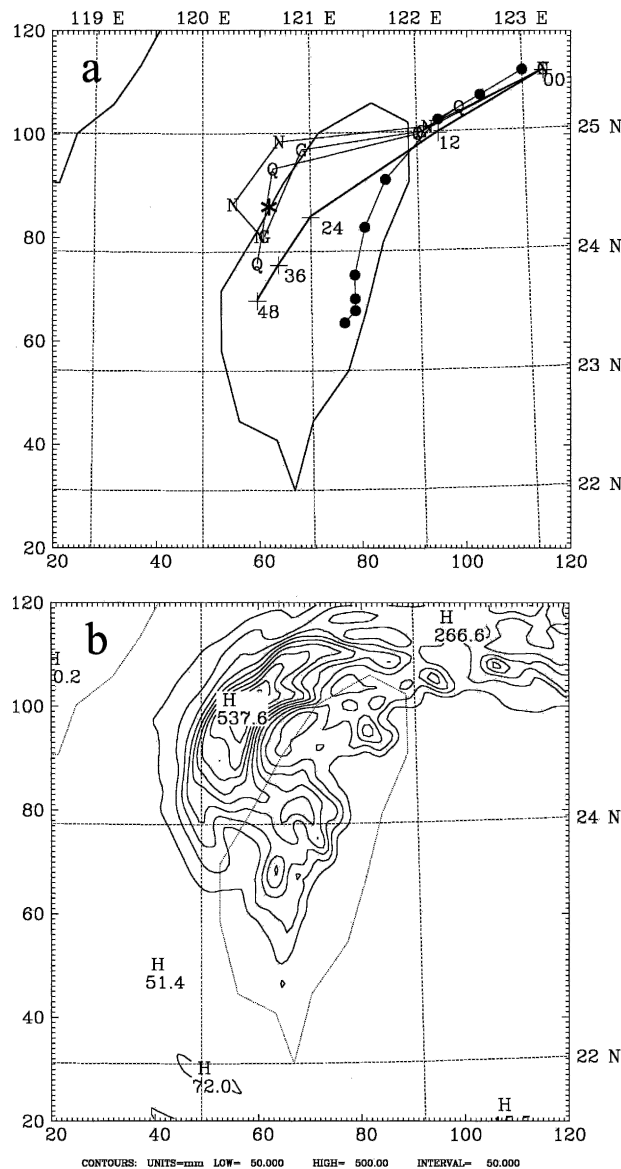 119 E 120 E 121 E 122 E 123 E
120
a
N
00
Q
25 N
100
N G Q N
12
Q
N *
24
80
N G
24 N
Q
36
48
60
23 N
40
22 N
20
20 40 60 80 100 120
120
b
H
266.6
H
0.2
100
H
537.6
80
24 N
60
H
51.4
40
H
72.0
22 N
H
20
20 40 60 80 100 120
CONTOURS: UNITS=mm LOW= 50.000 HIGH= 500.00 INTERVAL= 50.000